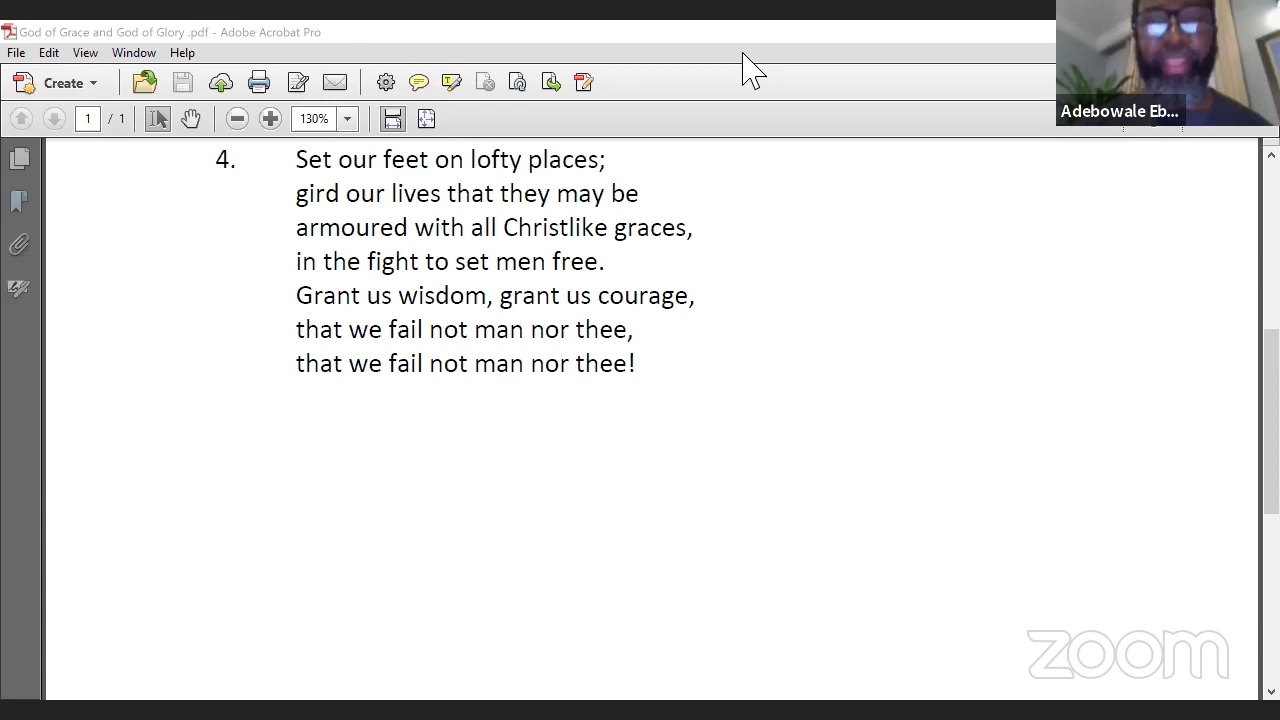 God of Grace and God of Glory .pdf - Adobe Acrobat Pro
File Edit View Window Help
Create
1 / 1 130%
Adebowale Eb...
4. Set our feet on lofty places;
gird our lives that they may be
armoured with all Christlike graces,
in the fight to set men free.
Grant us wisdom, grant us courage,
that we fail not man nor thee,
that we fail not man nor thee!
zoom